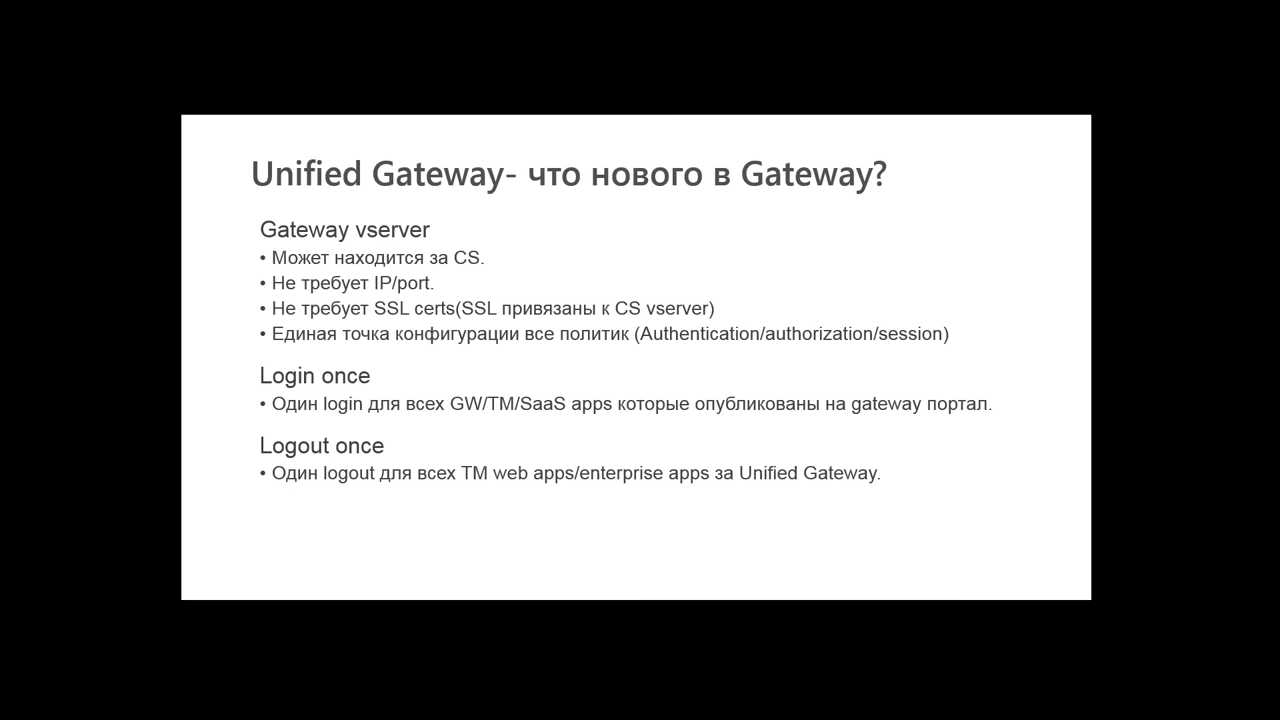 Unified Gateway- что нового в Gateway?
Gateway vserver
• Может находится за CS.
• Не требует IP/port.
• Не требует SSL certs(SSL привязаны к CS vserver)
• Единая точка конфигурации все политик (Authentication/authorization/session)
Login once
• Один login для всех GW/TM/SaaS apps которые опубликованы на gateway портал.
Logout once
• Один logout для всех TM web apps/enterprise apps за Unified Gateway.